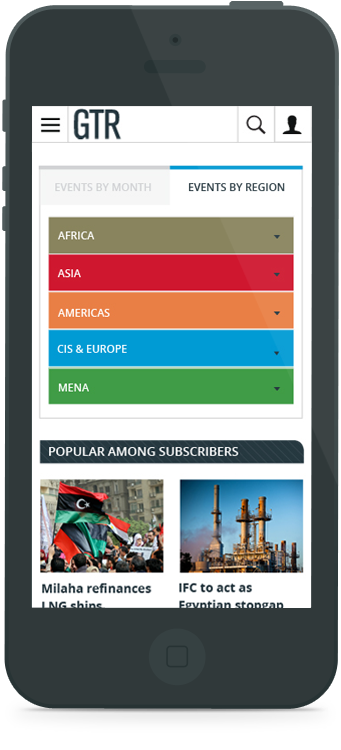 GTR
EVENTS BY MONTH
EVENTS BY REGION
AFRICA
ASIA
AMERICAS
CIS & EUROPE
MENA
POPULAR AMONG SUBSCRIBERS
Milaha refinances
LNG ships
IFC to act as
Egyptian stopgap